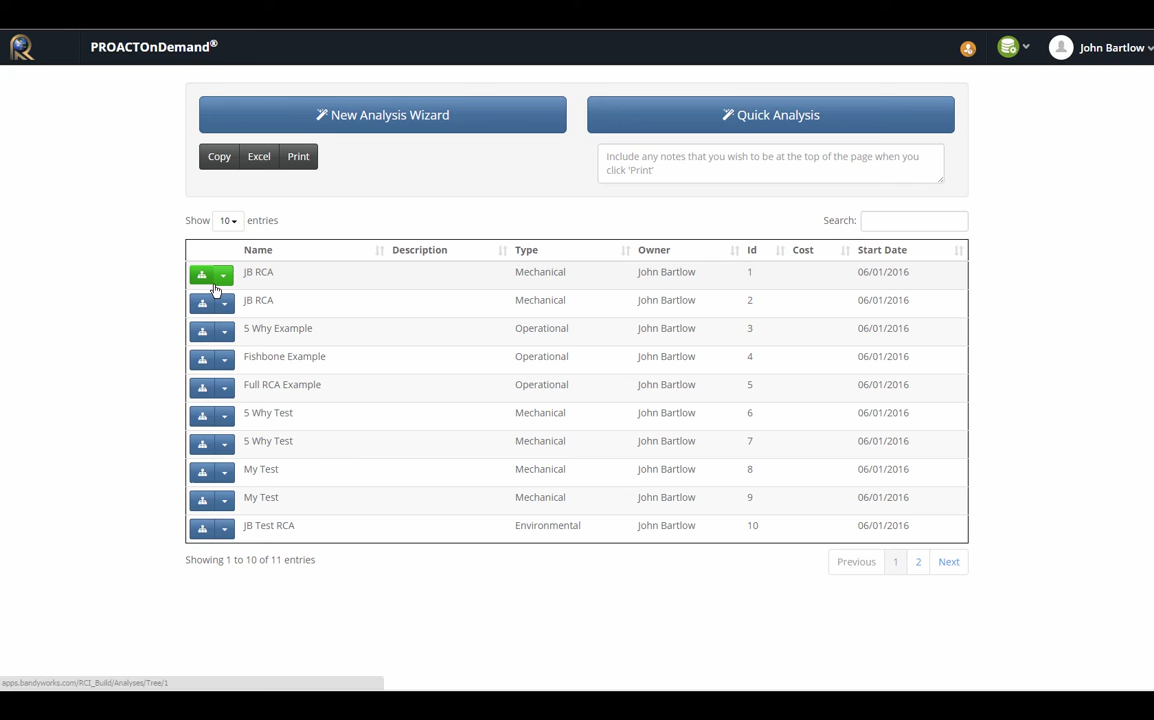 PROACTOnDemand®
John Bartlow
New Analysis Wizard
Quick Analysis
Copy Excel Print
Include any notes that you wish to be at the top of the page when you
click 'Print'
Show 10 entries
Search:
Name Description Type Owner Id Cost Start Date
JB RCA Mechanical John Bartlow 1 06/01/2016
JB RCA Mechanical John Bartlow 2 06/01/2016
5 Why Example Operational John Bartlow 3 06/01/2016
Fishbone Example Operational John Bartlow 4 06/01/2016
Full RCA Example Operational John Bartlow 5 06/01/2016
5 Why Test Mechanical John Bartlow 6 06/01/2016
5 Why Test Mechanical John Bartlow 7 06/01/2016
My Test Mechanical John Bartlow 8 06/01/2016
My Test Mechanical John Bartlow 9 06/01/2016
JB Test RCA Environmental John Bartlow 10 06/01/2016
Showing 1 to 10 of 11 entries
Previous 1 2 Next
apps.bandyworks.com/RCI_Build/Analyses/Tree/1